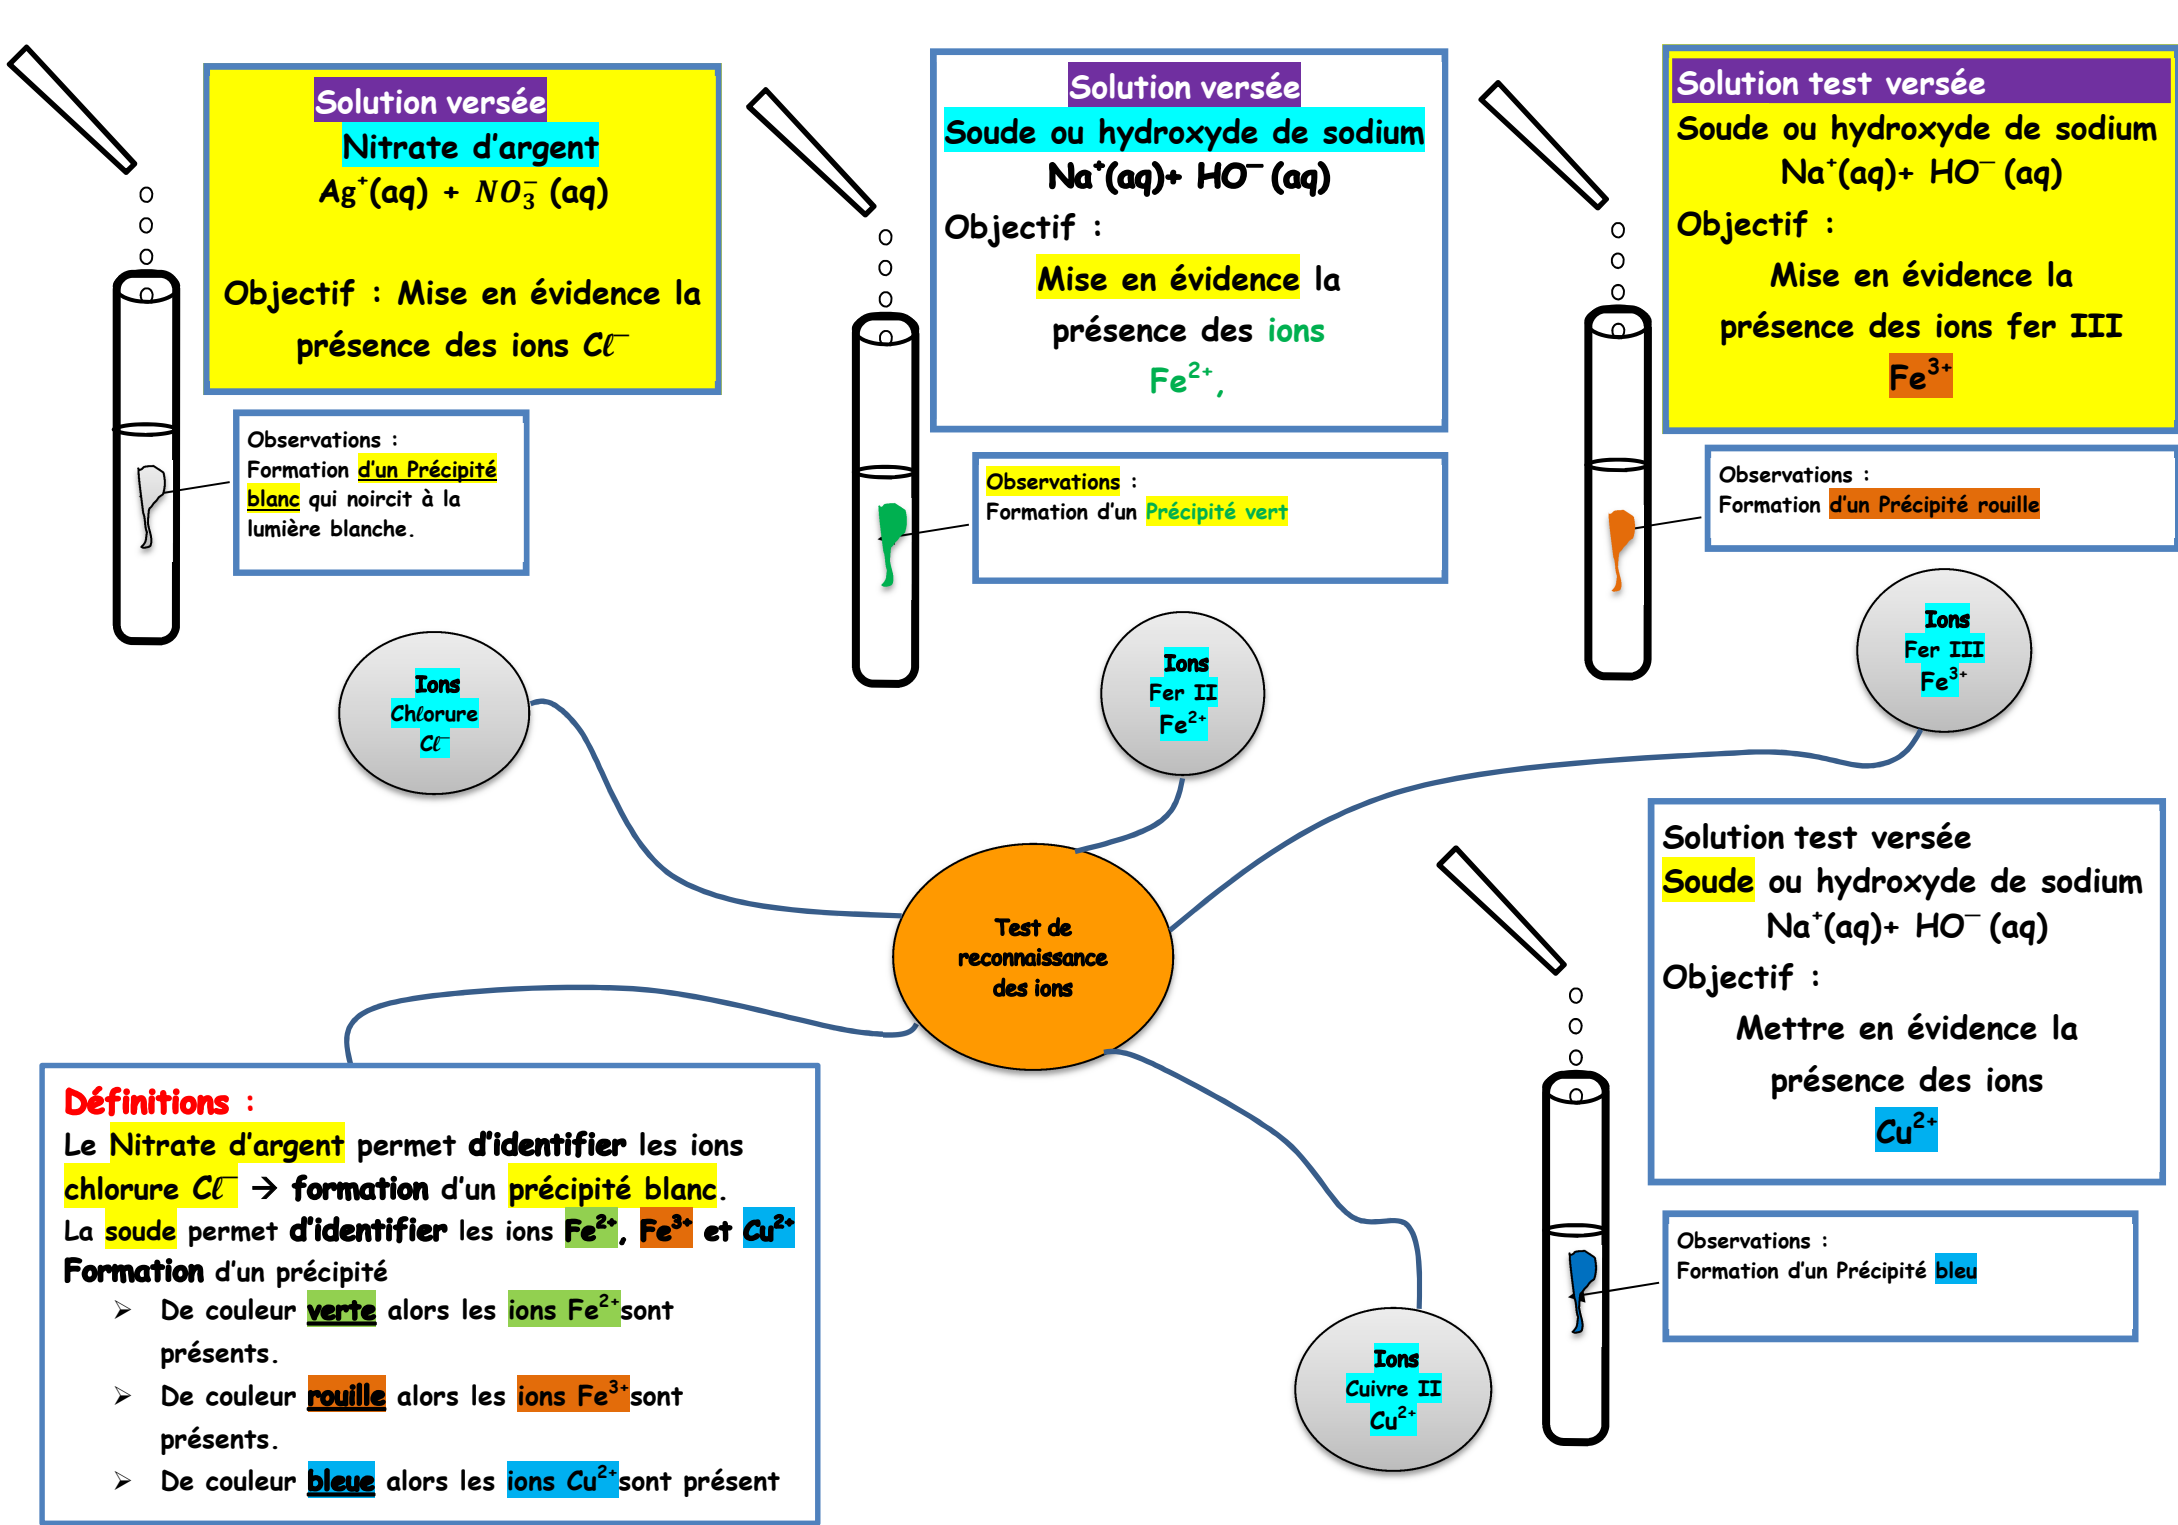 Solution versée
Nitrate d'argent
Ag⁺(aq) + NO₃⁻ (aq)
Objectif : Mise en évidence la
présence des ions Cℓ⁻
Observations :
Formation d'un Précipité
blanc qui noircit à la
lumière blanche.
Solution versée
Soude ou hydroxyde de sodium
Na⁺(aq)+ HO⁻ (aq)
Objectif :
Mise en évidence la
présence des ions
Fe²⁺,
Observations :
Formation d'un Précipité vert
Solution test versée
Soude ou hydroxyde de sodium
Na⁺(aq)+ HO⁻ (aq)
Objectif :
Mise en évidence la
présence des ions fer III
Fe³⁺
Observations :
Formation d'un Précipité rouille
Ions
Chℓorure
Cℓ⁻
Ions
Fer II
Fe²⁺
Ions
Fer III
Fe³⁺
Test de
reconnaissance
des ions
Solution test versée
Soude ou hydroxyde de sodium
Na⁺(aq)+ HO⁻ (aq)
Objectif :
Mettre en évidence la
présence des ions
Cu²⁺
Observations :
Formation d'un Précipité bleu
Ions
Cuivre II
Cu²⁺
Définitions :
Le Nitrate d'argent permet d'identifier les ions
chlorure Cℓ⁻ → formation d'un précipité blanc.
La soude permet d'identifier les ions Fe²⁺, Fe³⁺ et Cu²⁺
Formation d'un précipité
➢ De couleur verte alors les ions Fe²⁺sont
présents.
➢ De couleur rouille alors les ions Fe³⁺sont
présents.
➢ De couleur bleue alors les ions Cu²⁺sont présent